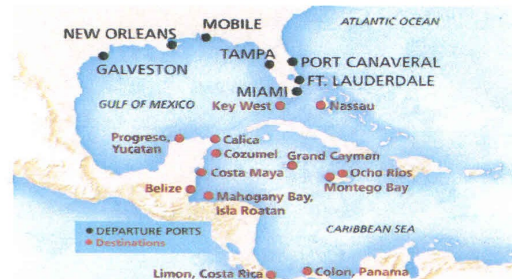 ATLANTIC OCEAN
MOBILE
NEW ORLEANS
TAMPA
PORT CANAVERAL
GALVESTON
FT. LAUDERDALE
MIAMI
GULF OF MEXICO
Key West
Nassau
Progreso,
Yucatan
Calica
Cozumel
Grand Cayman
Costa Maya
Ocho Rios
Montego Bay
Belize
Mahogany Bay,
Isla Roatan
DEPARTURE PORTS
Destinations
CARIBBEAN SEA
Limon, Costa Rica
Colon, Panama